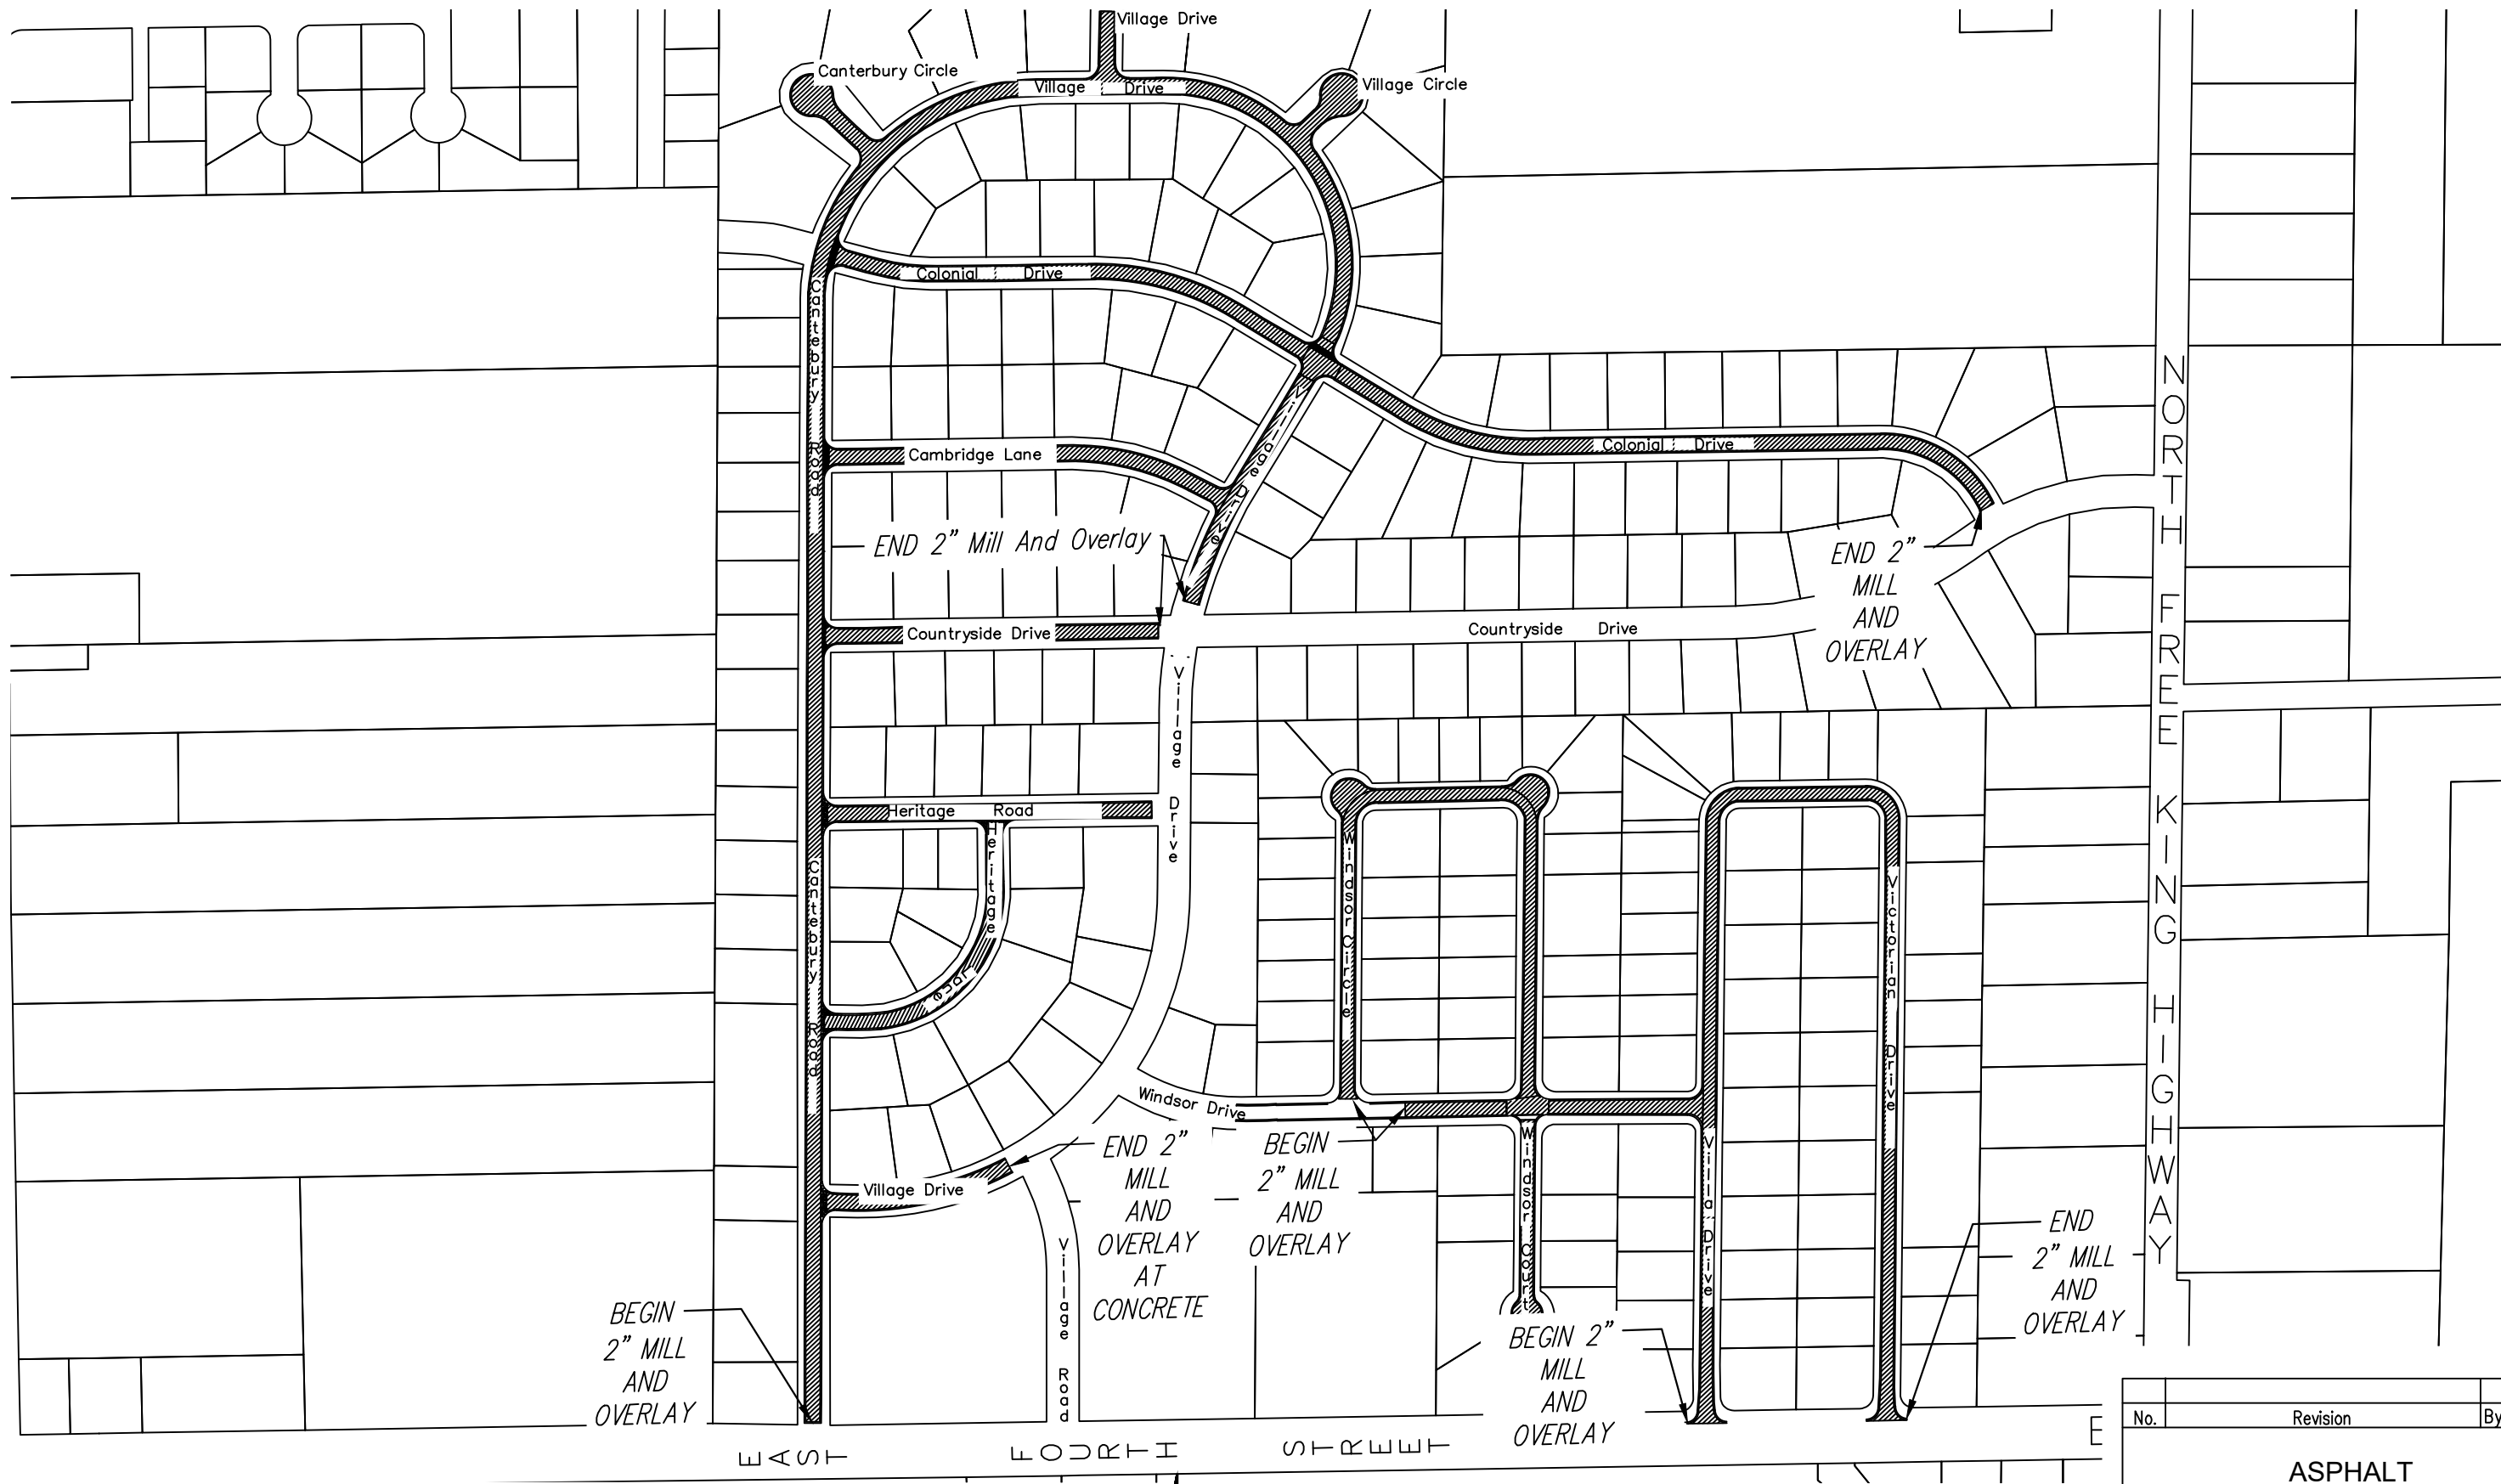 Village Drive
Canterbury Circle
Village Drive
Village Circle
Colonial Drive
Cantebury Road
Village Drive
Colonial Drive
Cambridge Lane
END 2” Mill And Overlay
END 2”
MILL
AND
OVERLAY
Countryside Drive
Countryside Drive
NORTH FREE KING HIGHWAY
Village Drive
Heritage Road
Heritage
Place
Cantebury Road
Windsor Circle
Victorian Drive
Windsor Drive
END 2”
MILL
AND
OVERLAY
AT
CONCRETE
BEGIN
2” MILL
AND
OVERLAY
Windsor Court
Villa Drive
Village Drive
Village Road
END
2” MILL
AND
OVERLAY
BEGIN
2” MILL
AND
OVERLAY
BEGIN 2”
MILL
AND
OVERLAY
EAST FOURTH STREET
E
No. Revision By
ASPHALT